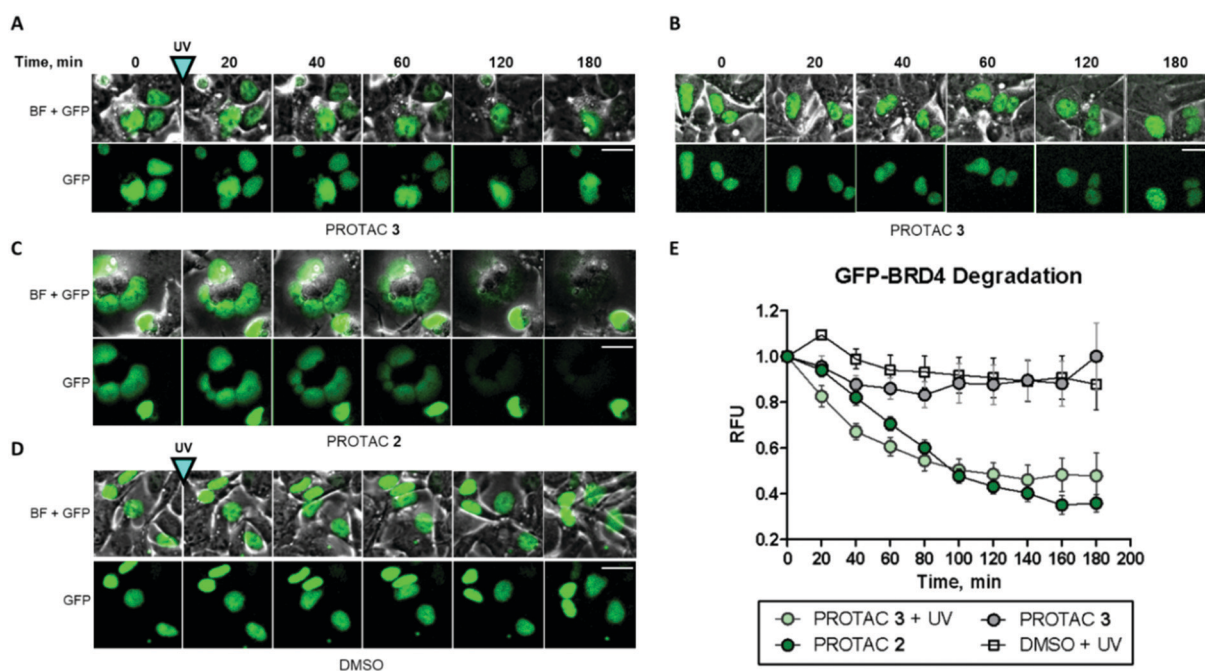 A
B
UV
Time, min 0 20 40 60 120 180
0 20 40 60 120 180
BF + GFP
GFP
PROTAC 3
PROTAC 3
C
E
BF + GFP
GFP
PROTAC 2
D
UV
BF + GFP
GFP
DMSO
GFP-BRD4 Degradation
1.2
1.0
0.8
0.6
0.4
0.2
RFU
0 20 40 60 80 100 120 140 160 180 200
Time, min
PROTAC 3 + UV
PROTAC 3
PROTAC 2
DMSO + UV